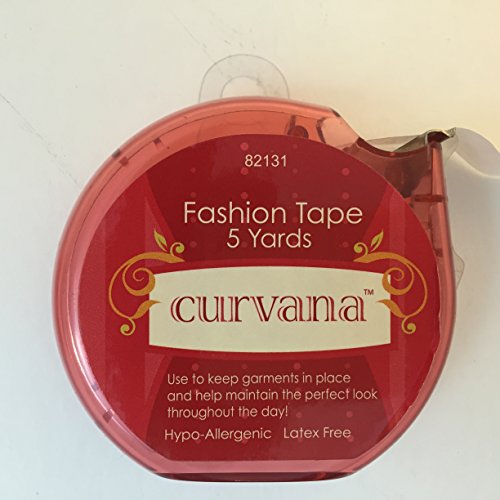 82131
Fashion Tape
5 Yards
curvana™
Use to keep garments in place
and help maintain the perfect look
throughout the day!
Hypo-Allergenic Latex Free